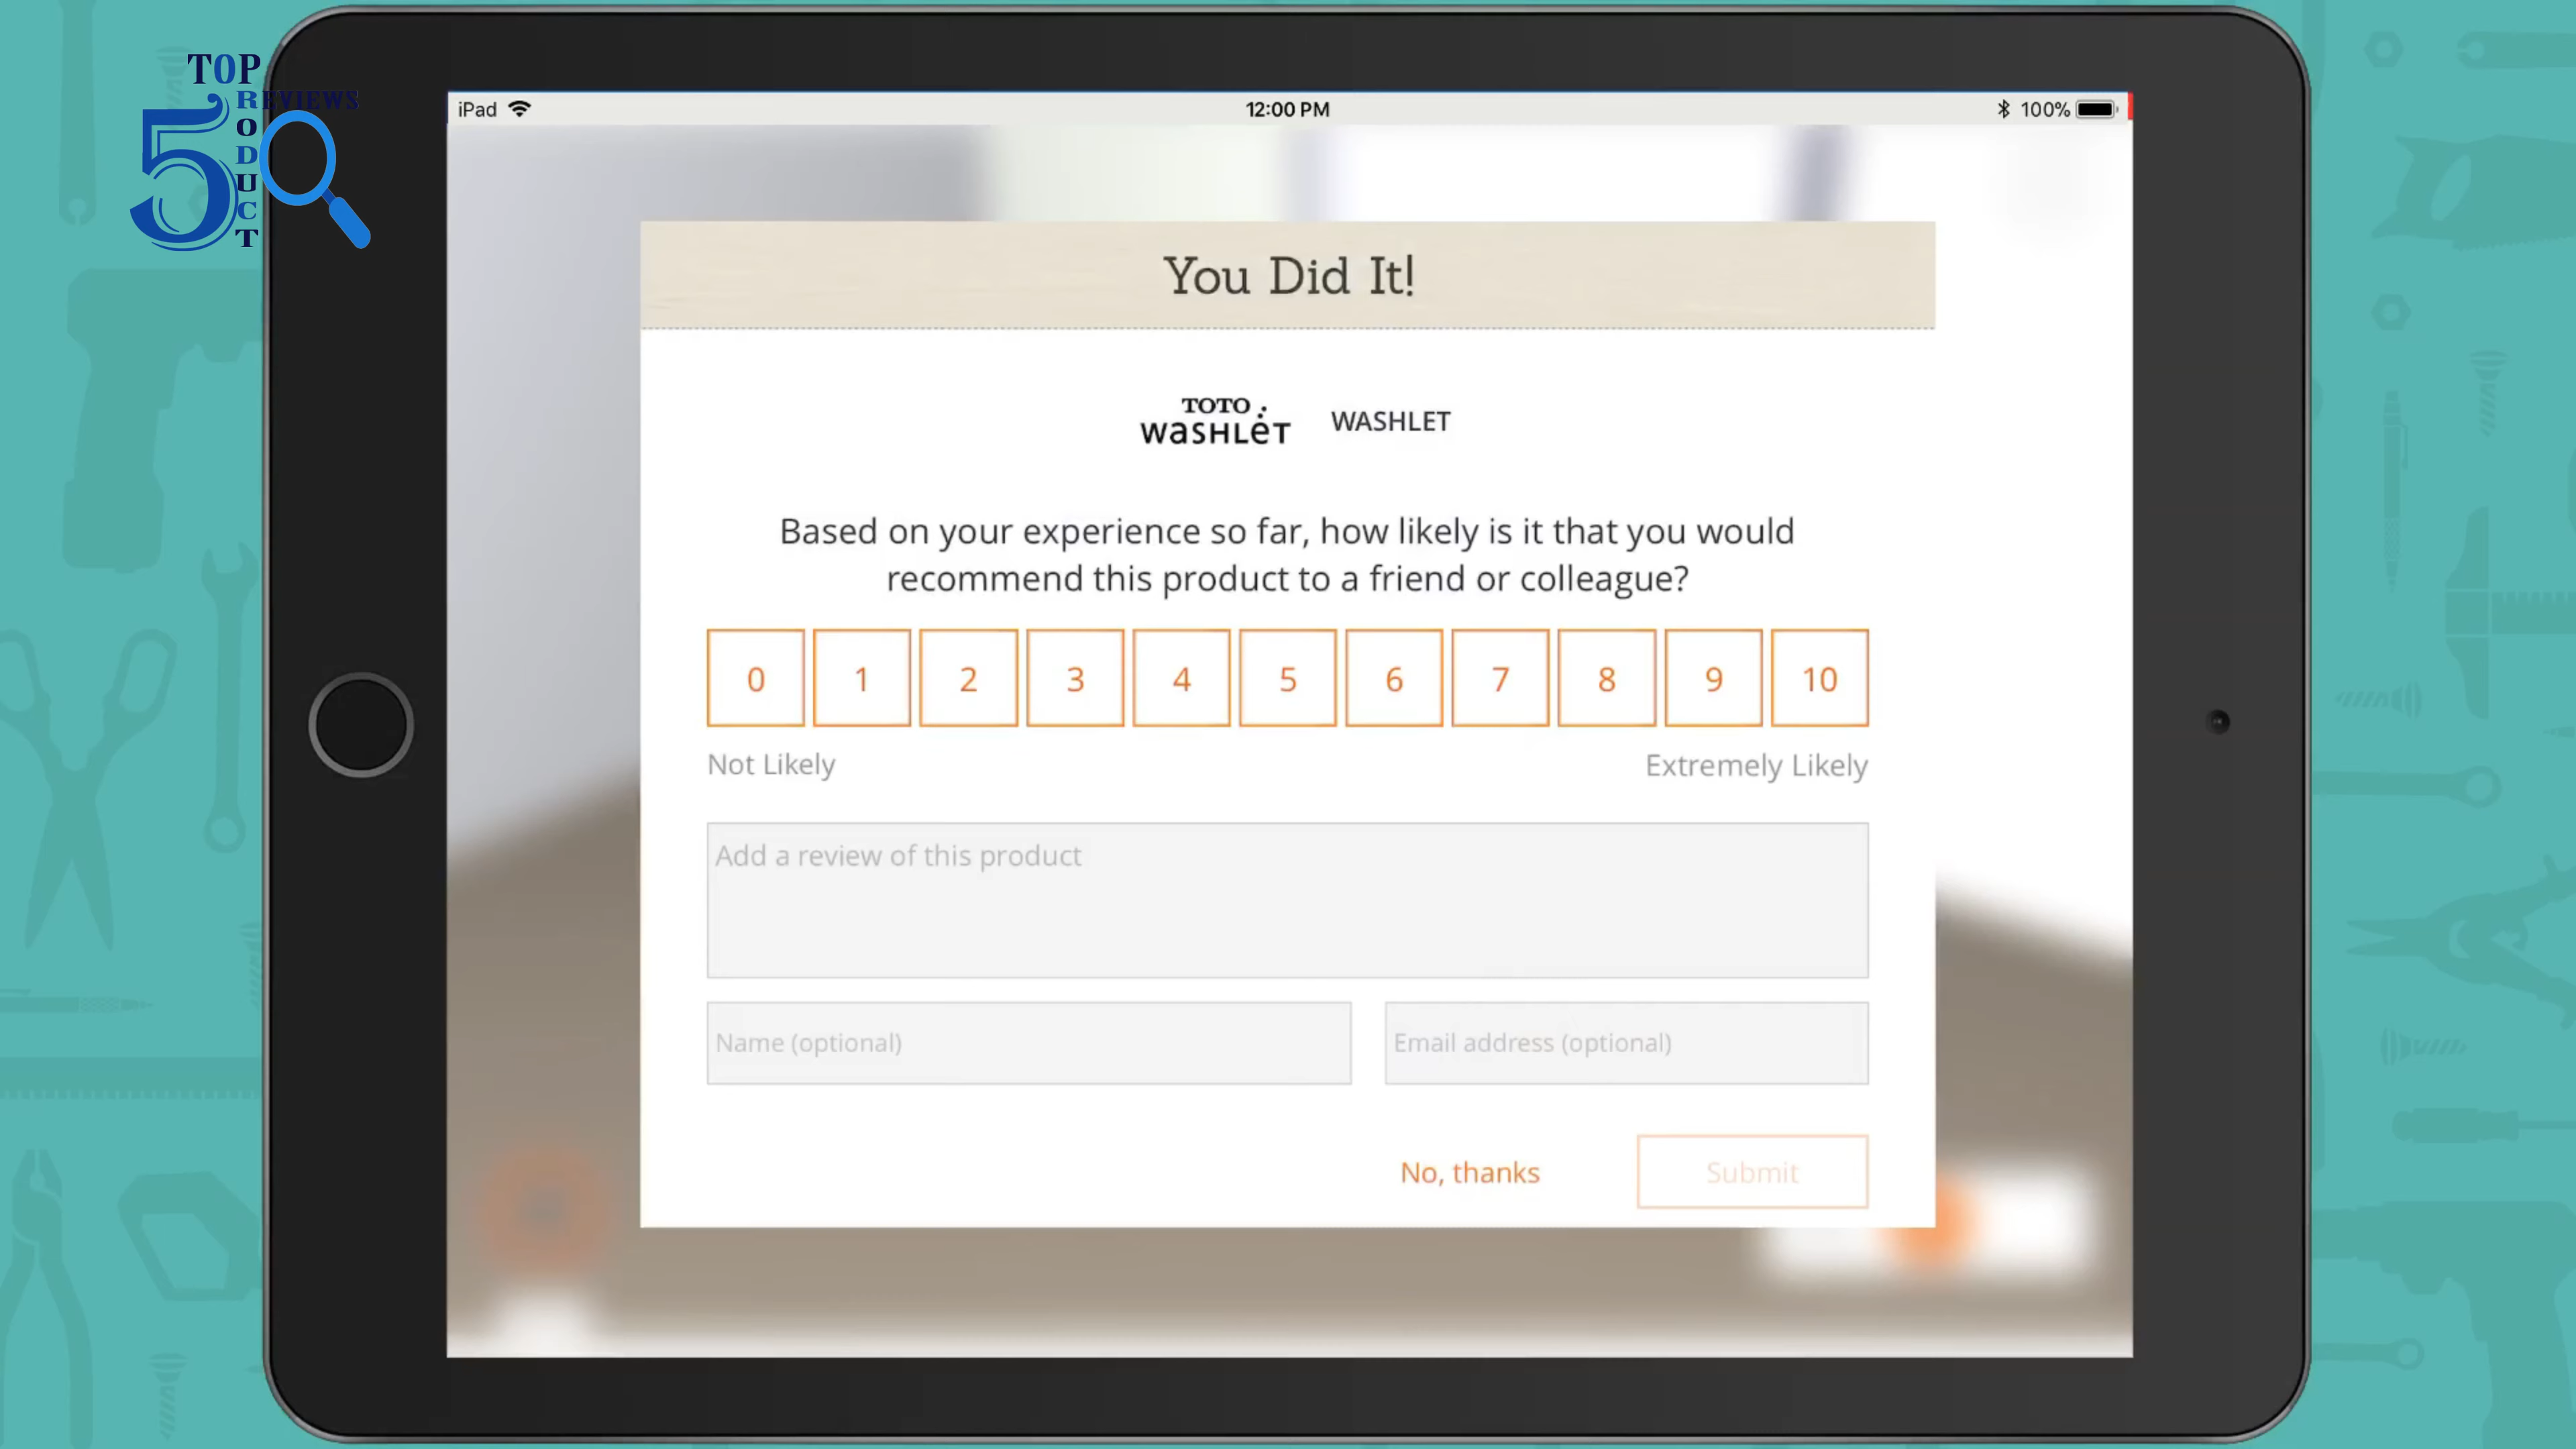 TOP
5
PRODUCT
REVIEWS
iPad
12:00 PM
100%
You Did It!
TOTO
WASHLET
WASHLET
Based on your experience so far, how likely is it that you would
recommend this product to a friend or colleague?
0 1 2 3 4 5 6 7 8 9 10
Not Likely
Extremely Likely
Add a review of this product
Name (optional)
Email address (optional)
No, thanks
Submit